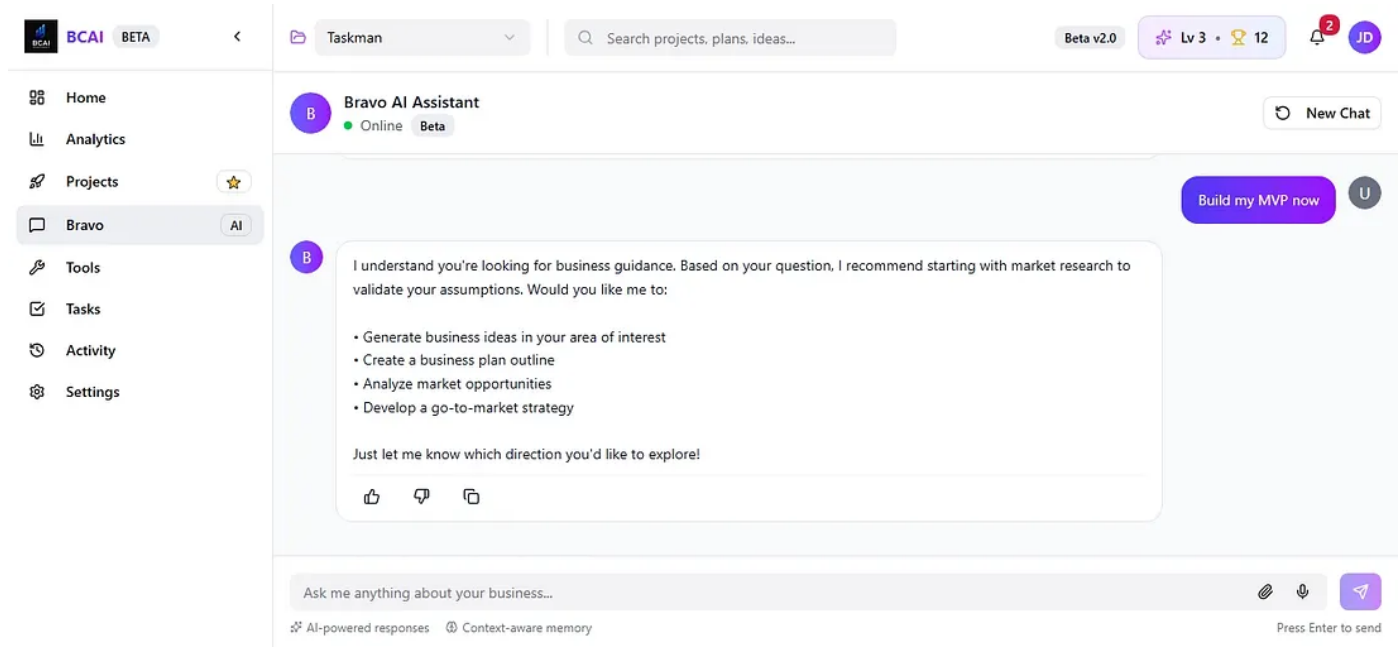 BCAI
BCAI
BETA
Taskman
Search projects, plans, ideas...
Beta v2.0
Lv 3 • 12
2
JD
Home
Analytics
Projects
Bravo
AI
Tools
Tasks
Activity
Settings
B
Bravo AI Assistant
Online
Beta
New Chat
Build my MVP now
U
B
I understand you're looking for business guidance. Based on your question, I recommend starting with market research to
validate your assumptions. Would you like me to:
• Generate business ideas in your area of interest
• Create a business plan outline
• Analyze market opportunities
• Develop a go-to-market strategy
Just let me know which direction you'd like to explore!
Ask me anything about your business...
AI-powered responses
Context-aware memory
Press Enter to send